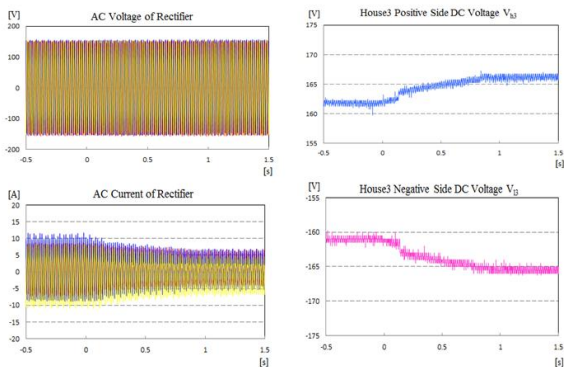 AC Voltage of Rectifier
[V]
200
100
0
-100
-200
-0.5 0 0.5 1 1.5
[s]
House3 Positive Side DC Voltage Vh3
[V]
175
170
165
160
155
-0.5 0 0.5 1 1.5
[s]
AC Current of Rectifier
[A]
20
15
10
5
0
-5
-10
-15
-20
-0.5 0 0.5 1 1.5
[s]
House3 Negative Side DC Voltage Vl3
[V]
-155
-160
-165
-170
-175
-0.5 0 0.5 1 1.5
[s]